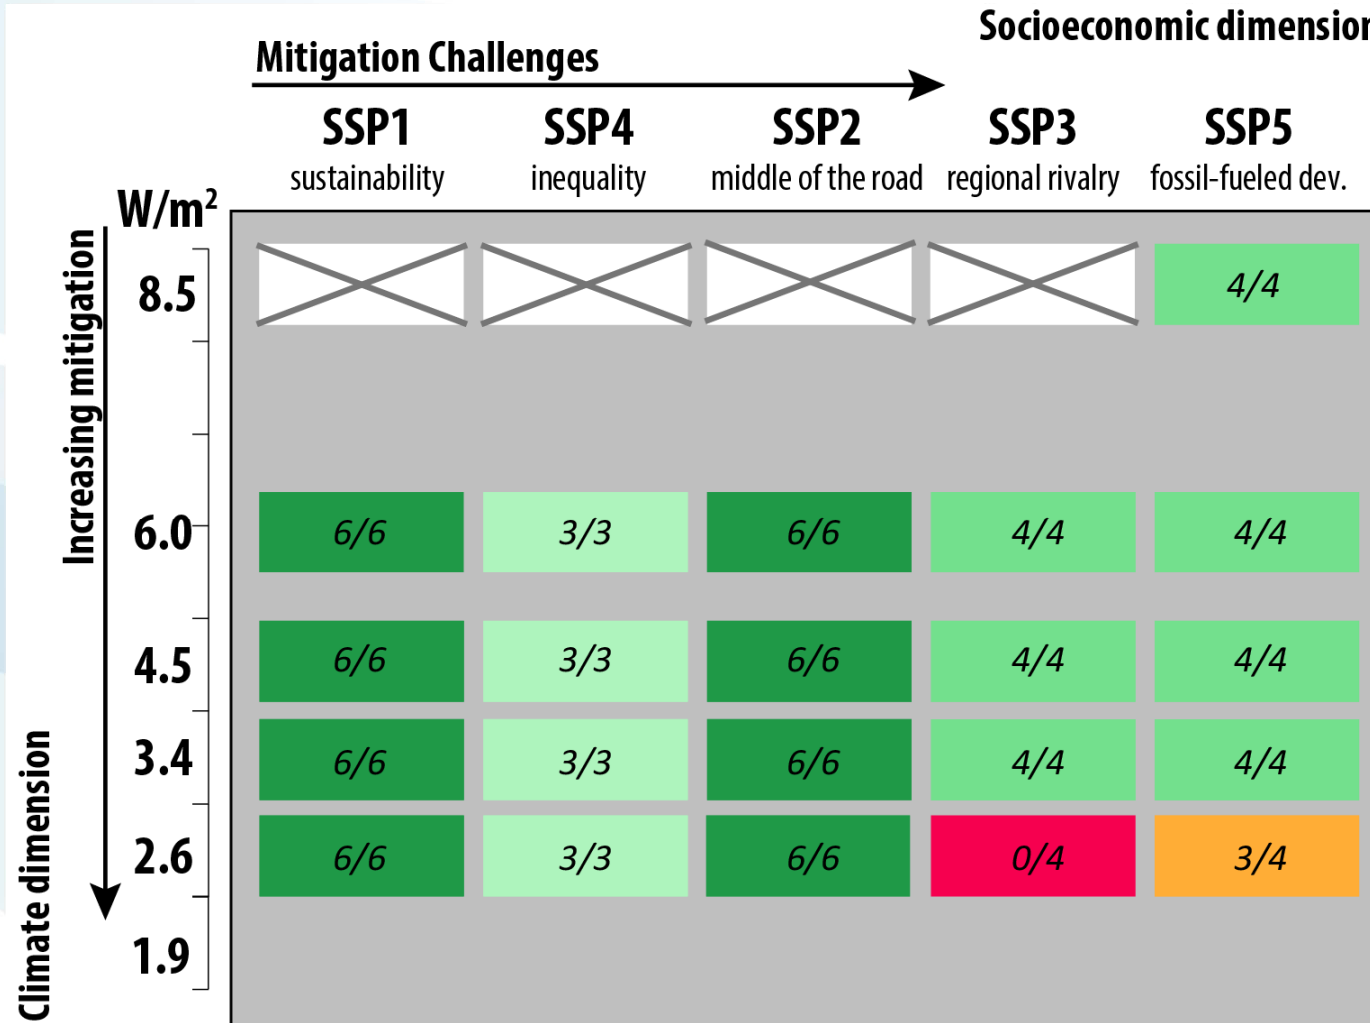 Socioeconomic dimension
Mitigation Challenges
SSP1 SSP4 SSP2 SSP3 SSP5
sustainability inequality middle of the road regional rivalry fossil-fueled dev.
W/m²
Increasing mitigation
Climate dimension
8.5 4/4
6.0 6/6 3/3 6/6 4/4 4/4
4.5 6/6 3/3 6/6 4/4 4/4
3.4 6/6 3/3 6/6 4/4 4/4
2.6 6/6 3/3 6/6 0/4 3/4
1.9